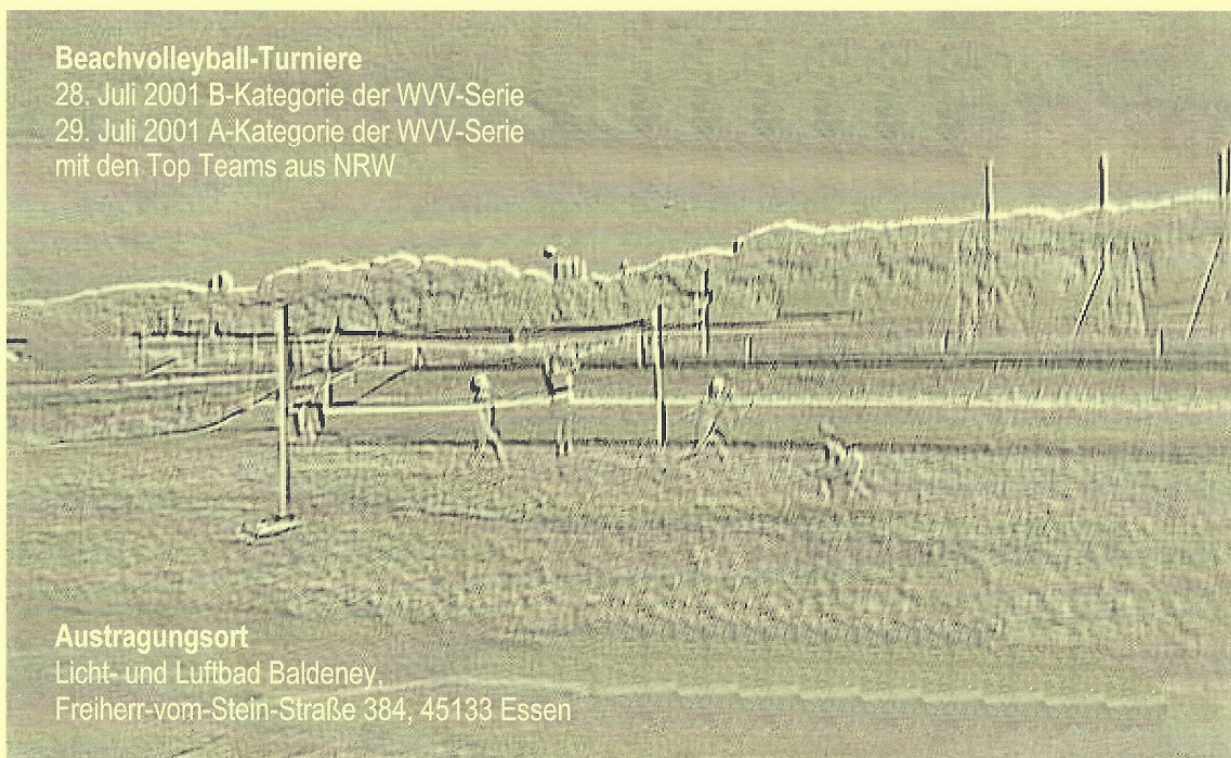 Beachvolleyball-Turniere
28. Juli 2001 B-Kategorie der WVV-Serie
29. Juli 2001 A-Kategorie der WVV-Serie
mit den Top Teams aus NRW
Austragungsort
Licht- und Luftbad Baldeney,
Freiherr-vom-Stein-Straße 384, 45133 Essen